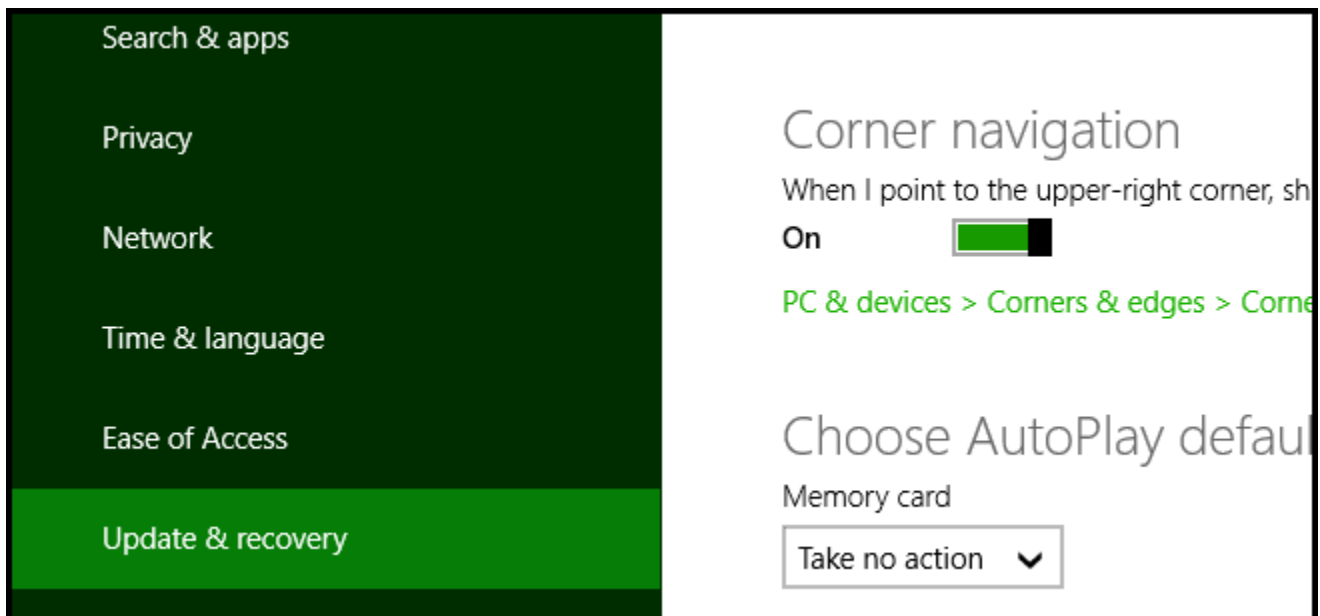 Search & apps
Privacy
Network
Time & language
Ease of Access
Update & recovery
Corner navigation
When I point to the upper-right corner, sh
On
PC & devices > Corners & edges > Corne
Choose AutoPlay defaul
Memory card
Take no action